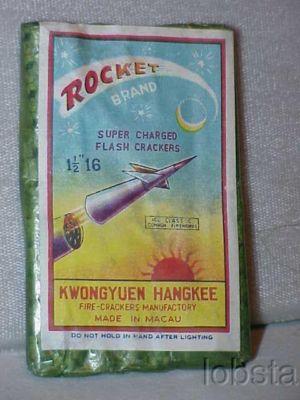 ROCKET
BRAND
SUPER CHARGED
FLASH CRACKERS
1½" 16
ICC CLASS C
COMMON FIREWORKS
KWONGYUEN HANGKEE
FIRE-CRACKERS MANUFACTORY
MADE IN MACAU
DO NOT HOLD IN HAND AFTER LIGHTING
lobsta